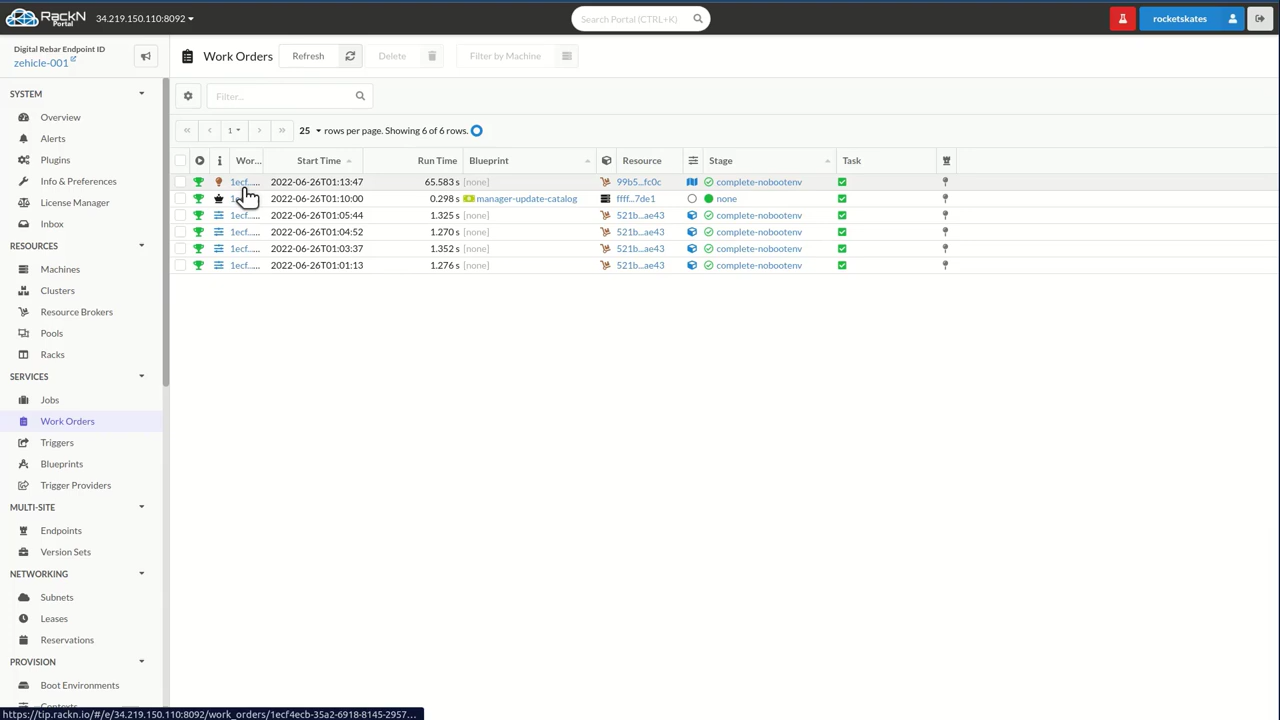 RackN Portal 34.219.150.110:8092 Search Portal (CTRL+K) rocketskates
Digital Rebar Endpoint ID
zehicle-001
Work Orders Refresh Delete Filter by Machine
SYSTEM
Filter...
Overview
1 25 rows per page. Showing 6 of 6 rows.
Alerts
Plugins
Info & Preferences
License Manager
Inbox
Wor... Start Time Run Time Blueprint Resource Stage Task
1ecf..... 2022-06-26T01:13:47 65.583 s [none] 99b5...fc0c complete-nobootenv
2022-06-26T01:10:00 0.298 s manager-update-catalog ffff...7de1 none
1ecf..... 2022-06-26T01:05:44 1.325 s [none] 521b...ae43 complete-nobootenv
1ecf..... 2022-06-26T01:04:52 1.270 s [none] 521b...ae43 complete-nobootenv
1ecf..... 2022-06-26T01:03:37 1.352 s [none] 521b...ae43 complete-nobootenv
1ecf..... 2022-06-26T01:01:13 1.276 s [none] 521b...ae43 complete-nobootenv
RESOURCES
Machines
Clusters
Resource Brokers
Pools
Racks
SERVICES
Jobs
Work Orders
Triggers
Blueprints
Trigger Providers
MULTI-SITE
Endpoints
Version Sets
NETWORKING
Subnets
Leases
Reservations
PROVISION
Boot Environments
https://tip.rackn.io/#/e/34.219.150.110:8092/work_orders/1ecf4ecb-35a2-6918-8145-2957...